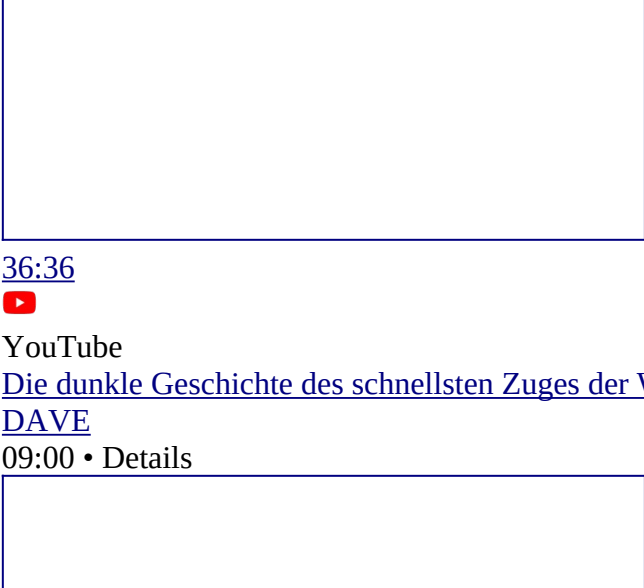 36:36
YouTube
Die dunkle Geschichte des schnellsten Zuges der
DAVE
09:00 • Details